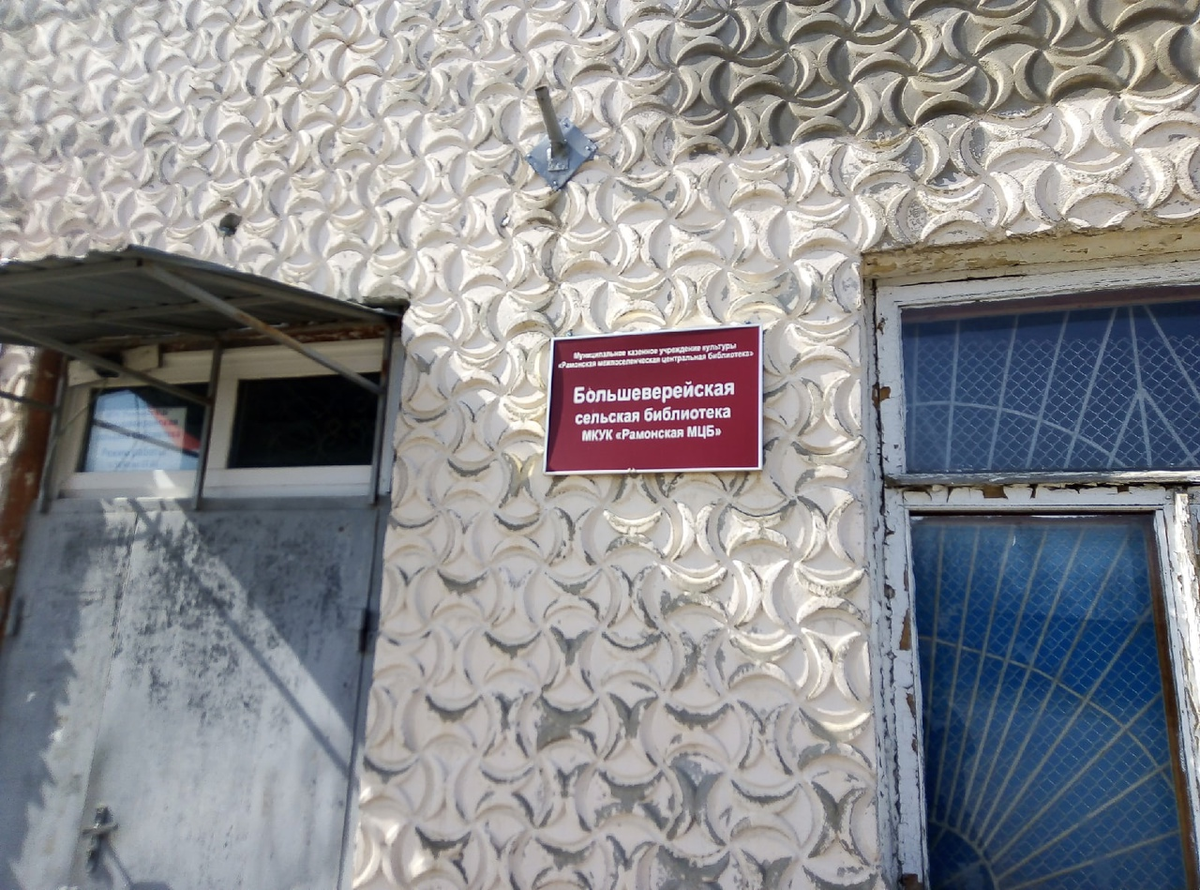 Муниципальное казенное учреждение культуры
«Рамонская межпоселенческая центральная библиотека»
Большеверейская
сельская библиотека
МКУК «Рамонская МЦБ»